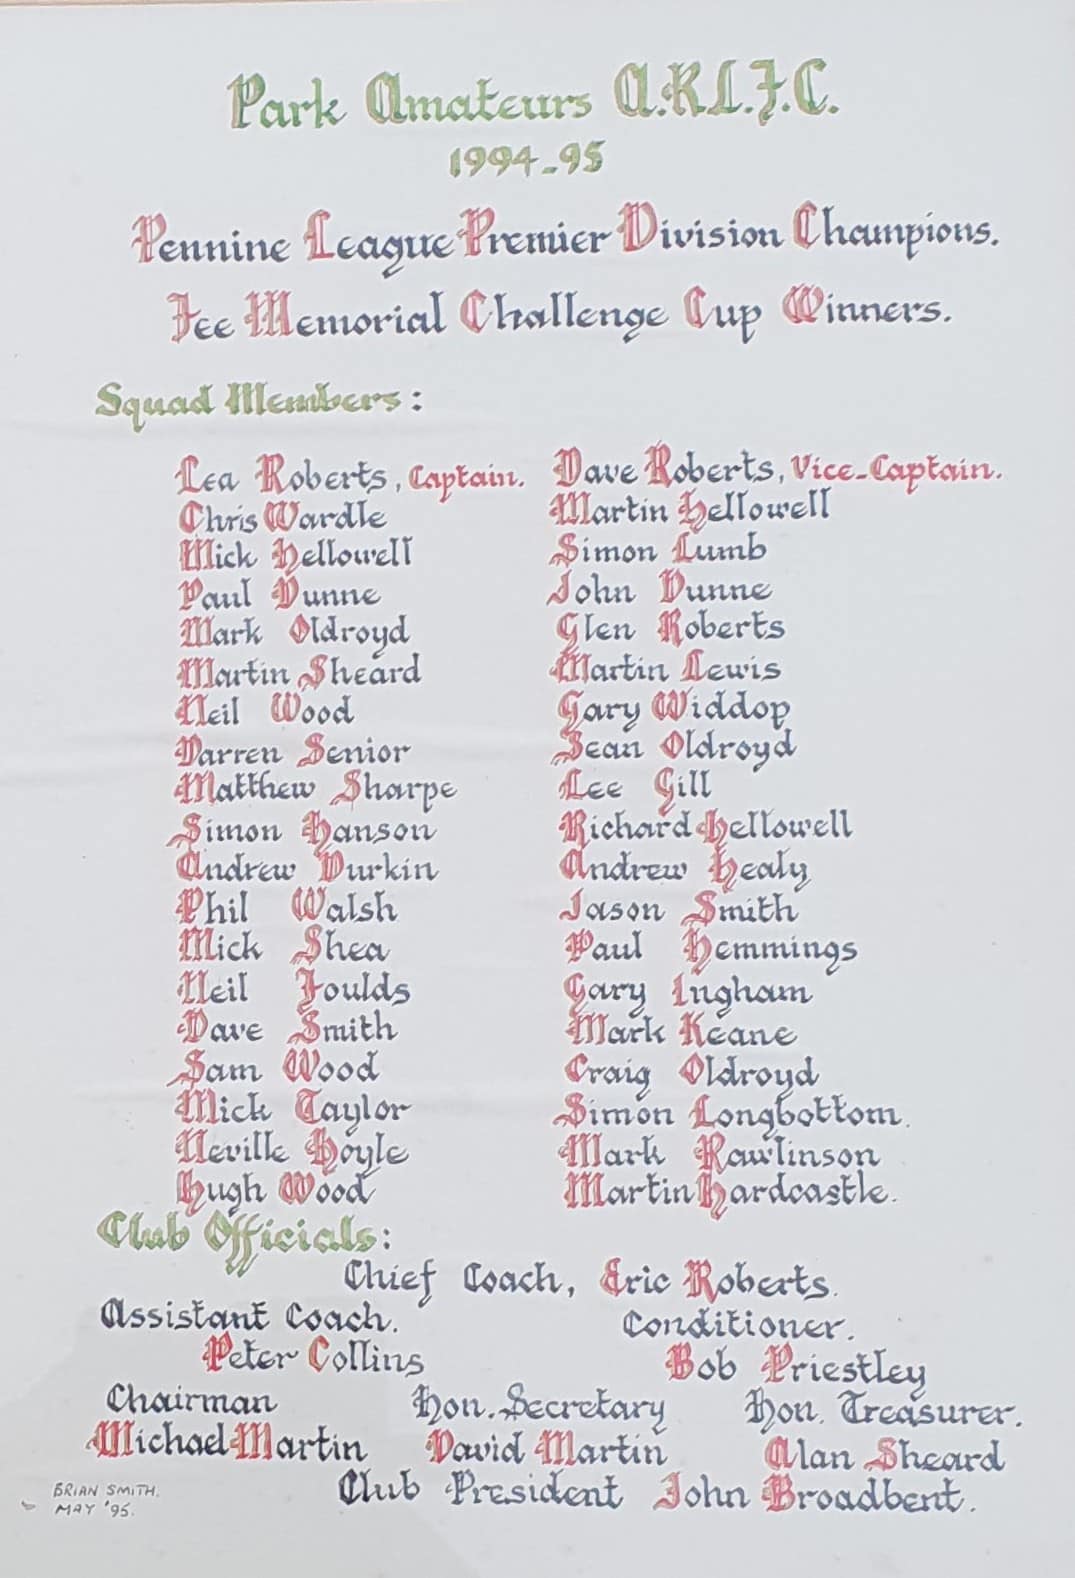 Park Amateurs A.R.L.F.C.
1994-95
Pennine League Premier Division Champions.
Fee Memorial Challenge Cup Winners.
Squad Members:
Lea Roberts, Captain. Dave Roberts, Vice-Captain.
Chris Wardle Martin Hellowell
Mick Hellowell Simon Lumb
Paul Dunne John Dunne
Mark Oldroyd Glen Roberts
Martin Sheard Martin Lewis
Neil Wood Gary Widdop
Darren Senior Sean Oldroyd
Matthew Sharpe Lee Gill
Simon Hanson Richard Hellowell
Andrew Durkin Andrew Healy
Phil Walsh Jason Smith
Mick Shea Paul Hemmings
Neil Foulds Gary Ingham
Dave Smith Mark Keane
Sam Wood Craig Oldroyd
Mick Taylor Simon Longbottom.
Neville Hoyle Mark Rawlinson
Hugh Wood Martin Hardcastle.
Club Officials:
Chief Coach, Eric Roberts.
Assistant Coach. Conditioner.
Peter Collins Bob Priestley
Chairman Hon. Secretary Hon. Treasurer.
Michael Martin David Martin Alan Sheard
Club President John Broadbent.
BRIAN SMITH.
MAY '95.